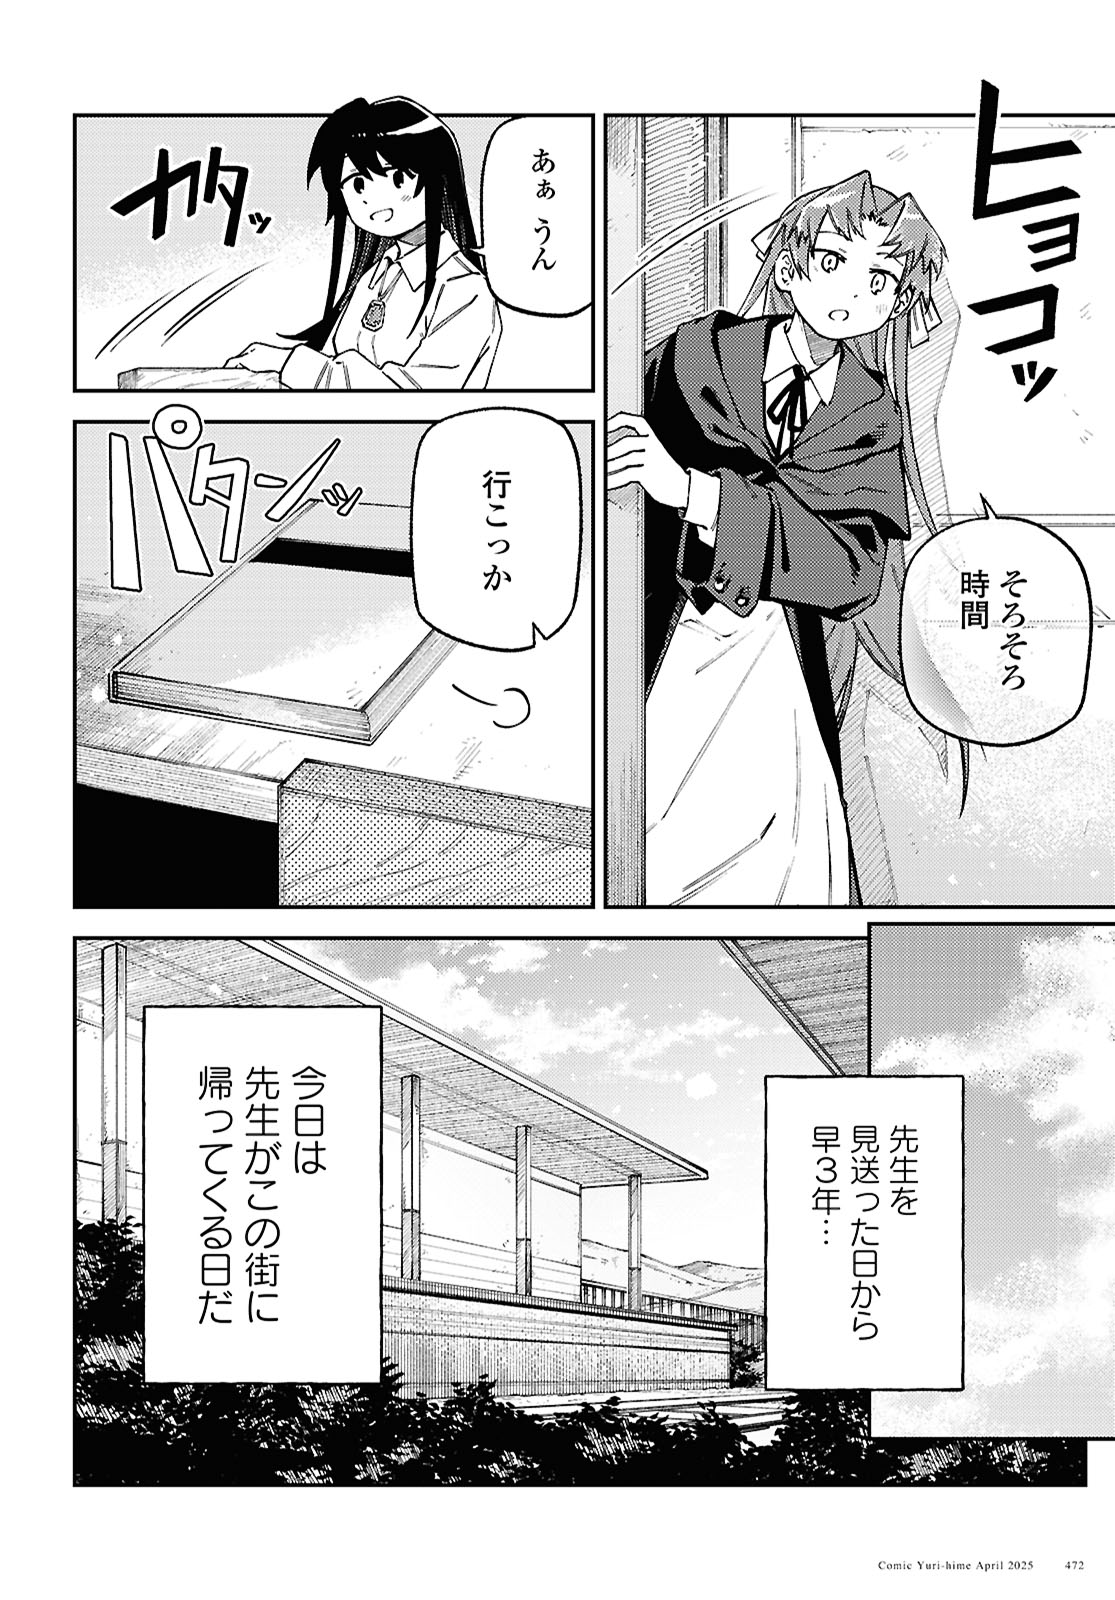 ヒョコッ
そろそろ
時間
あぁ うん
ガタッ
行こっか
パターンッ
先生を
見送った日から
早3年…
今日は
先生がこの街に
帰ってくる日だ
Comic Yuri-hime April 2025 472